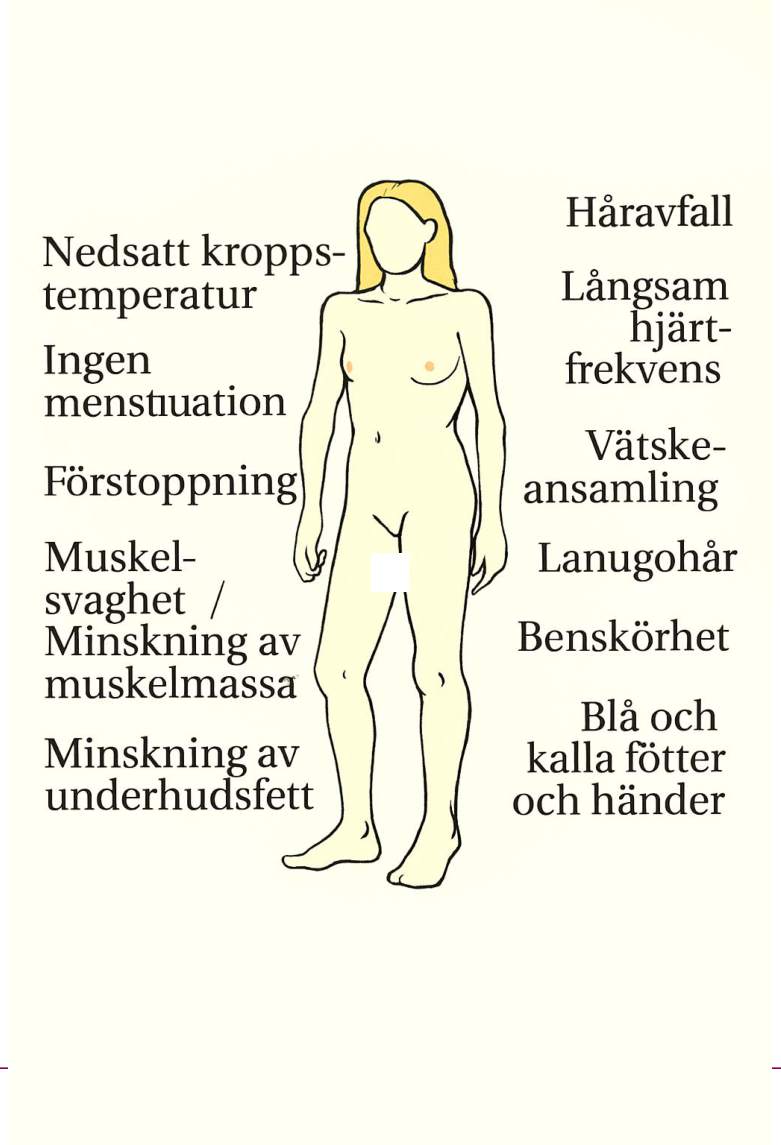 Nedsatt kropps-
temperatur
Ingen
menstıuation
Förstoppning
Muskel-
svaghet /
Minskning av
muskelmassa
Minskning av
underhudsfett
Håravfall
Långsam
hjärt-
frekvens
Vätske-
ansamling
Lanugohår
Benskörhet
Blå och
kalla fötter
och händer